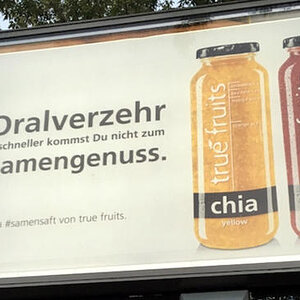 Oralverzehr
schneller kommst Du nicht zum
amengenuss.
#samensaft von true fruits.
true fruits
chia
yellow